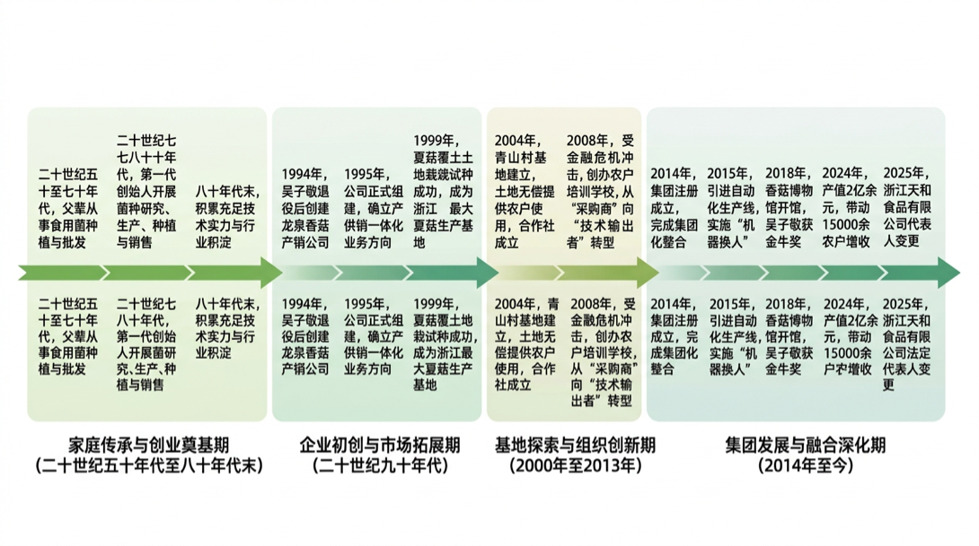 二十世纪五
十至七十年
代，父辈从
事食用菌种
植与批发
二十世纪七
七八十十年
代，第一代
创始人开展
菌种研究、
生产、种植
与销售
八十年代末，
积累充足技
术实力与行
业积淀
1994年，
吴子敬退
役后创建
龙泉香菇
产销公司
1995年，
公司正式组
建，确立产
供销一体化
业务方向
1999年，
夏菇覆土土
成功，成为
浙江 最大
夏菇生产基
地
2004年，
青山村基
地建立，
土地无偿提
供农户使
用，合作社
成立
2008年，受
金融危机冲
击，创办农户
培训学校，从
“采购商”向
“技术输出
者”转型
2014年，
集团注册
成立，
完成集团
化整合
2015年，
引进自动
化生产线，
实施“机
器换人”
2018年，
香菇博物
馆开馆，
吴子敬获
金牛奖
2024年，
产值2亿余
元，带动
15000余
农户增收
2025年，
浙江天和
食品有限
公司代表
人变更
二十世纪五
十至七十年
代，父辈从
事食用菌种
植与批发
二十世纪七
八十年代，
第一代创始
人开展菌研
究、生产、种
植与销售
八十年代末，
积累充足技
术实力与行
业积淀
1994年，
吴子敬退
役后创建
龙泉香菇
产销公司
1995年，
公司正式组
建，确立产
供销一体化
业务方向
1999年，
夏菇覆土地
栽试种成功，
成为浙江最
大夏菇生产
基地
2004年，青
山村基地建
立，土地无
偿提供农户
使用，合作
社成立
2008年，受
金融危机冲
击，创办农
户培训学校，
从“采购商”
向“技术输
出者”转型
2014年，
集团注册
成立，完
成集团化
整合
2015年，
引进自动
化生产线，
实施“机
器换人”
2018年，
香菇博物
馆开馆，
吴子敬获
金牛奖
2024年，
产值2亿余
元，带动
15000余
户农增收
2025年，
浙江天和
食品有限
公司法定
代表人变
更
家庭传承与创业奠基期
（二十世纪五十年代至八十年代末）
企业初创与市场拓展期
（二十世纪九十年代）
基地探索与组织创新期
（2000年至2013年）
集团发展与融合深化期
（2014年至今）